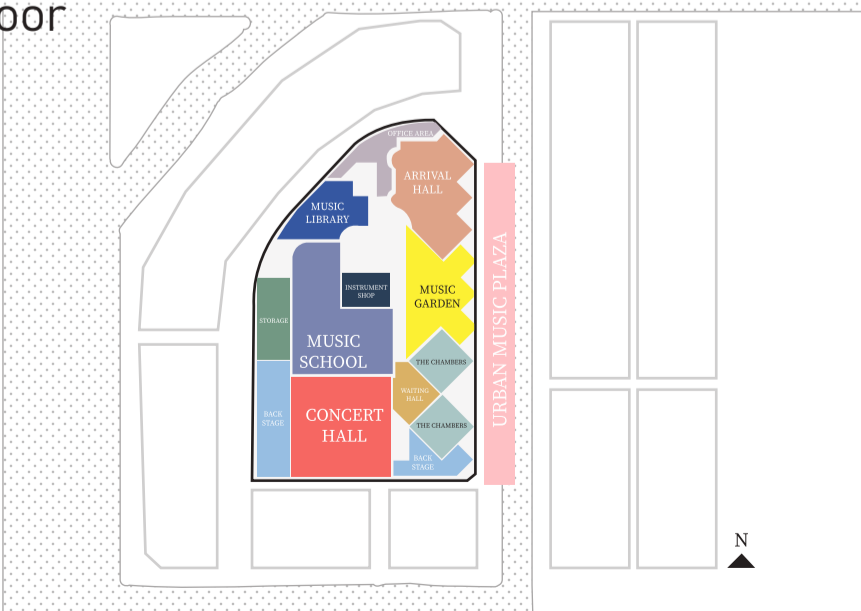 oor
OFFICE AREA
ARRIVAL
HALL
MUSIC
LIBRARY
INSTRUMENT
SHOP
MUSIC
GARDEN
STORAGE
MUSIC
SCHOOL
THE CHAMBERS
WAITING
HALL
BACK
STAGE
CONCERT
HALL
THE CHAMBERS
BACK
STAGE
URBAN MUSIC PLAZA
N